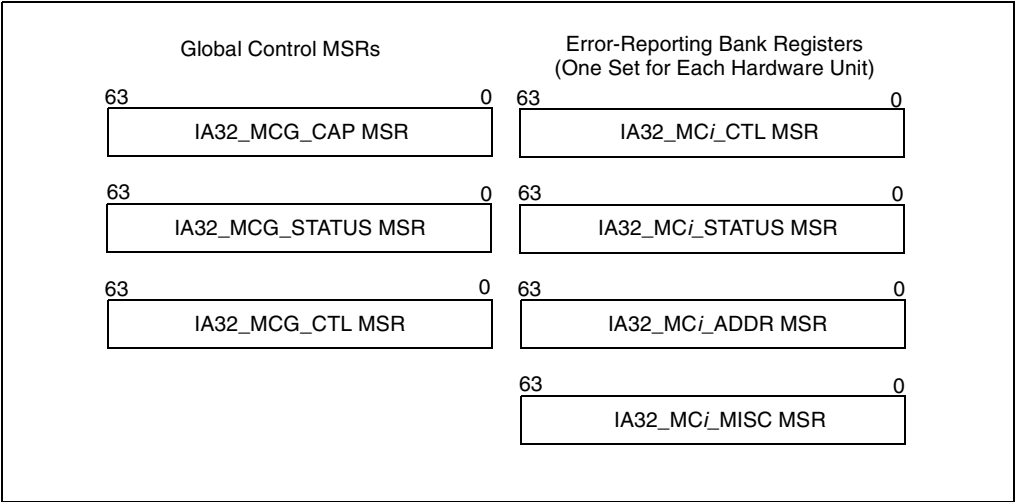 Global Control MSRs
63 0
IA32_MCG_CAP MSR
63 0
IA32_MCG_STATUS MSR
63 0
IA32_MCG_CTL MSR
Error-Reporting Bank Registers
(One Set for Each Hardware Unit)
63 0
IA32_MCi_CTL MSR
63 0
IA32_MCi_STATUS MSR
63 0
IA32_MCi_ADDR MSR
63 0
IA32_MCi_MISC MSR